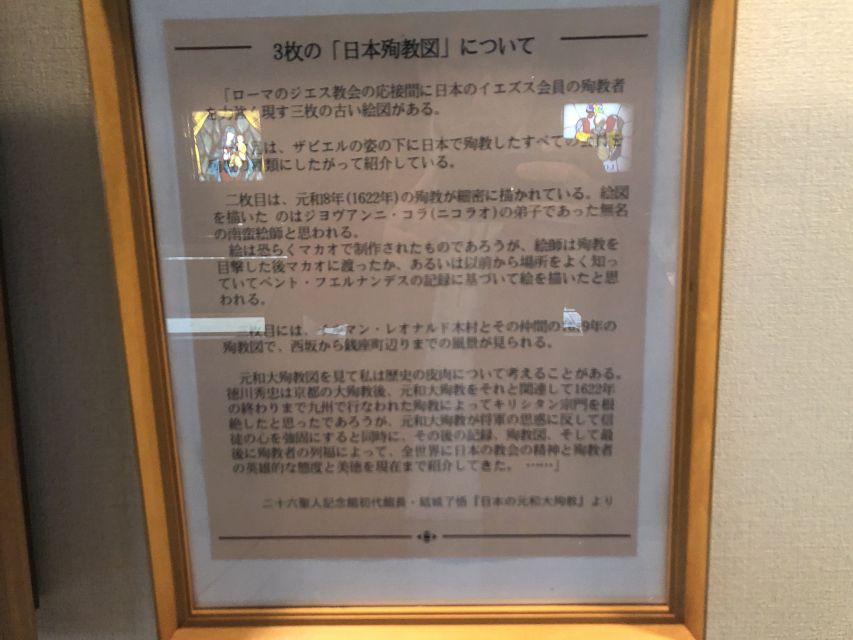 3枚の「日本殉教図」について
「ローマのジエス教会の応接間に日本のイエズス会員の殉教者
現す三枚の古い絵図がある。
は、ザビエルの姿の下に日本で殉教したすべての
類にしたがって紹介している。
二枚目は、元和8年(1622年)の殉教が細密に描かれている。絵図
を描いた のはジヨヴアンニ・コラ(ニコラオ)の弟子であった無名
の南蛮絵師と思われる。
絵は恐らくマカオで制作されたものであろうが、絵師は殉教を
目撃した後マカオに渡ったか、あるいは以前から場所をよく知っ
ていてベント・フエルナンデスの記録に基づいて絵を描いたと思
われる。
枚目には、 マン・レオナルド木村とその仲間の 9年の
殉教図で、西坂から銭座町辺りまでの風景が見られる。
元和大殉教図を見て私は歴史の皮肉について考えることがある。
徳川秀忠は京都の大殉教後、元和大殉教をそれと関連して1622年
の終わりまで九州で行なわれた殉教によってキリシタン宗門を根
絶したと思ったであろうが、元和大殉教が将軍の思惑に反して信
徒の心を強固にすると同時に、その後の記録、殉教図、そして最
後に殉教者の列福によって、全世界に日本の教会の精神と殉教者
の英雄的な態度と美徳を現在まで紹介してきた。……」
二十六聖人記念館初代館長・結城了悟『日本の元和大殉教』より